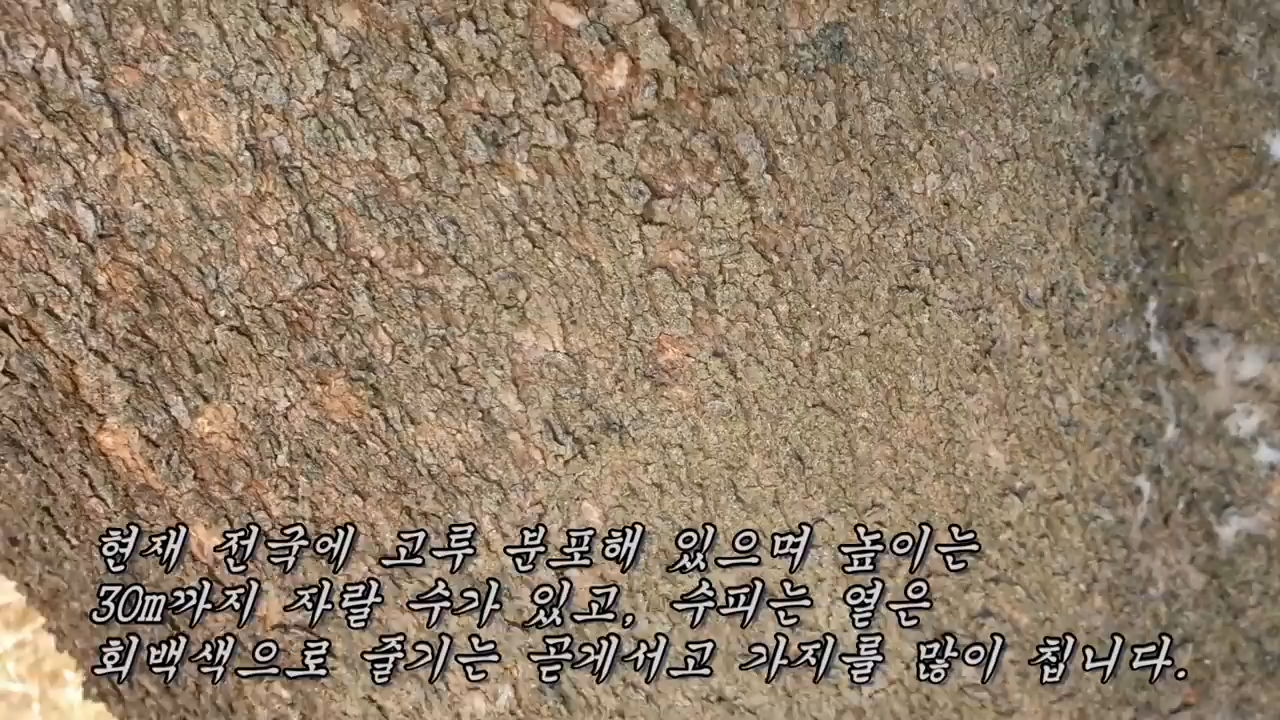 현재 전국에 고루 분포해 있으며 높이는
30m까지 자랄 수가 있고, 수피는 옅은
회백색으로 줄기는 곧게서고 가지를 많이 칩니다.